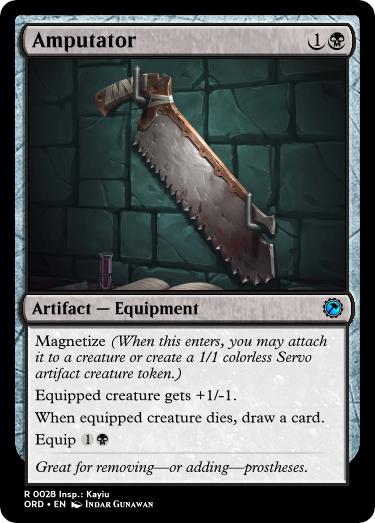 Amputator 1
Artifact — Equipment
Magnetize (When this enters, you may attach
it to a creature or create a 1/1 colorless Servo
artifact creature token.)
Equipped creature gets +1/-1.
When equipped creature dies, draw a card.
Equip 1
Great for removing—or adding—prostheses.
R 0028 Insp.: Kayiu
ORD • EN Indar Gunawan